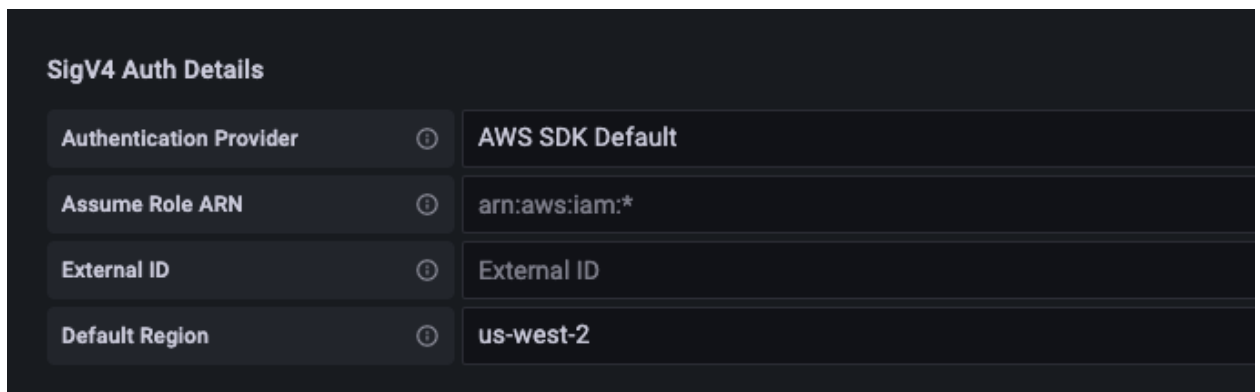 SigV4 Auth Details
Authentication Provider AWS SDK Default
Assume Role ARN arn:aws:iam:*
External ID External ID
Default Region us-west-2